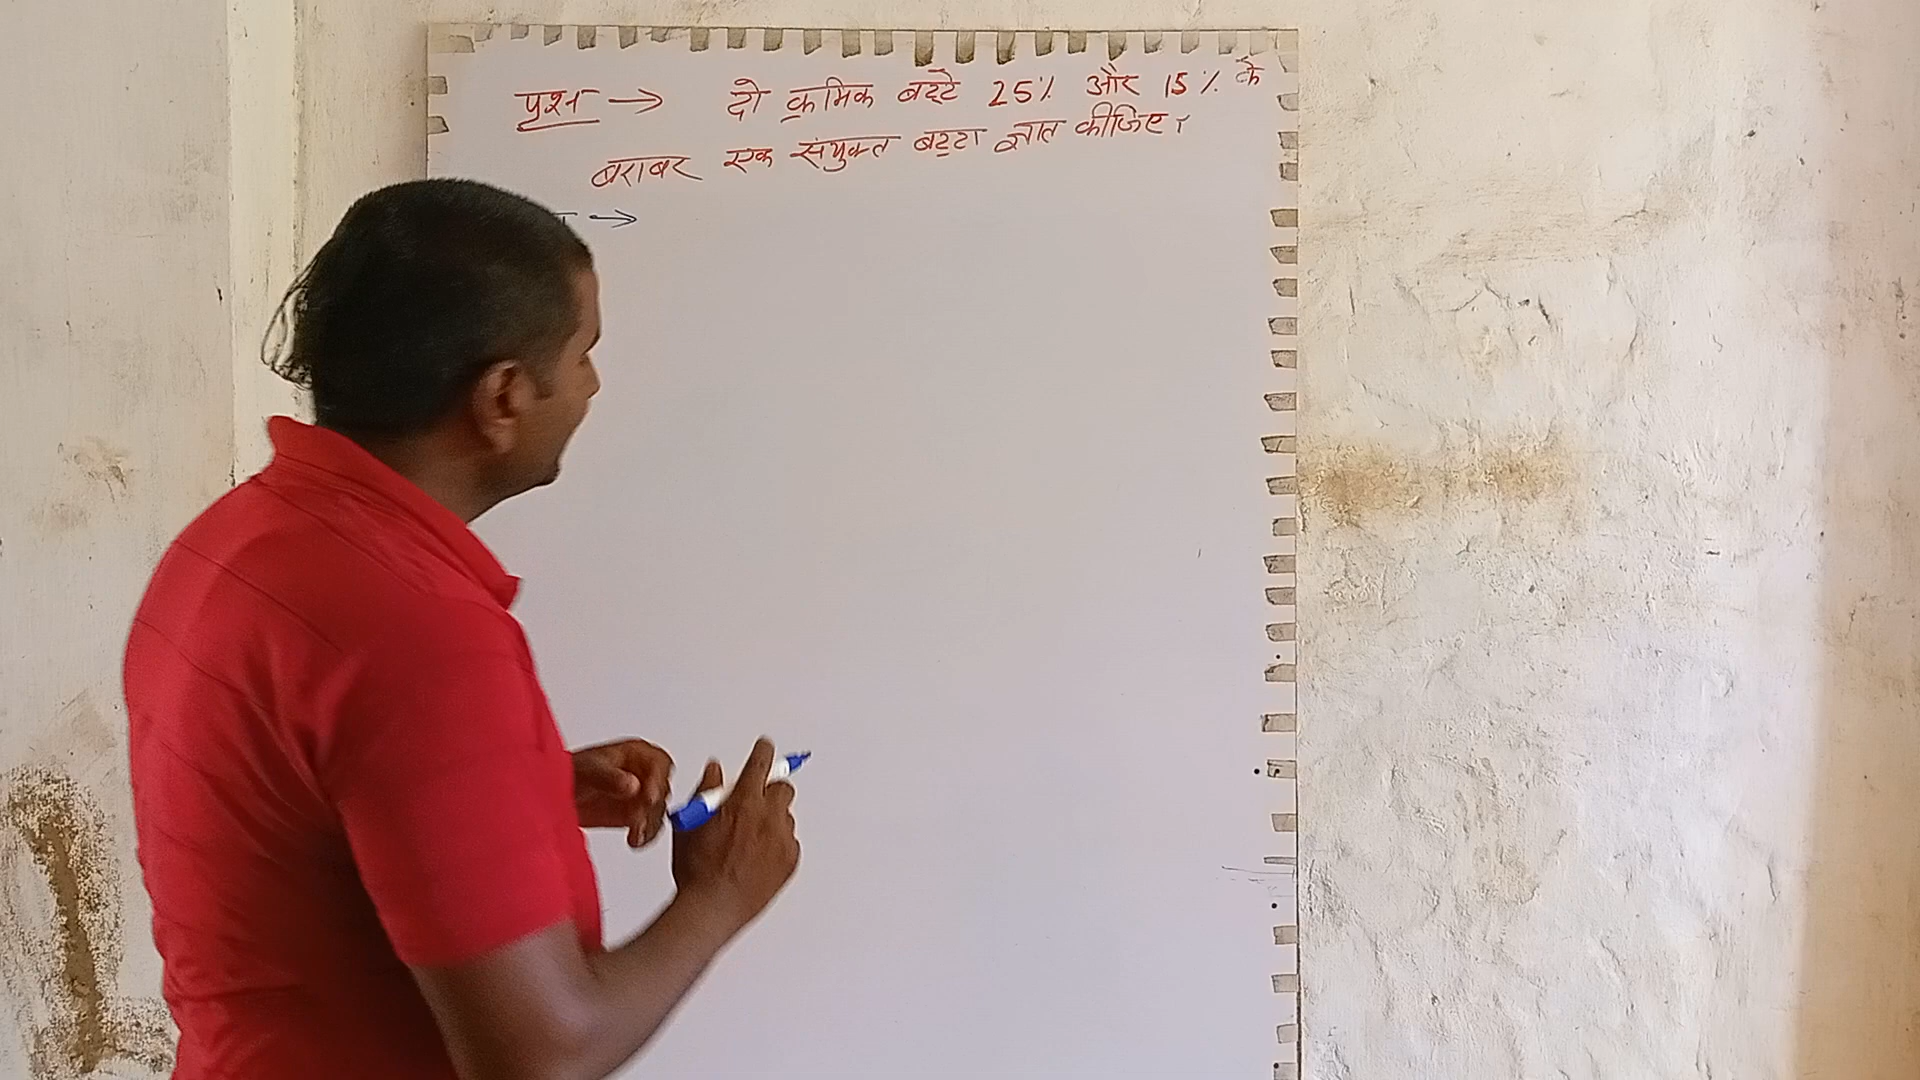 प्रश्न → दो क्रमिक बट्टे 25% और 15% के
बराबर एक संयुक्त बट्टा ज्ञात कीजिए।
→